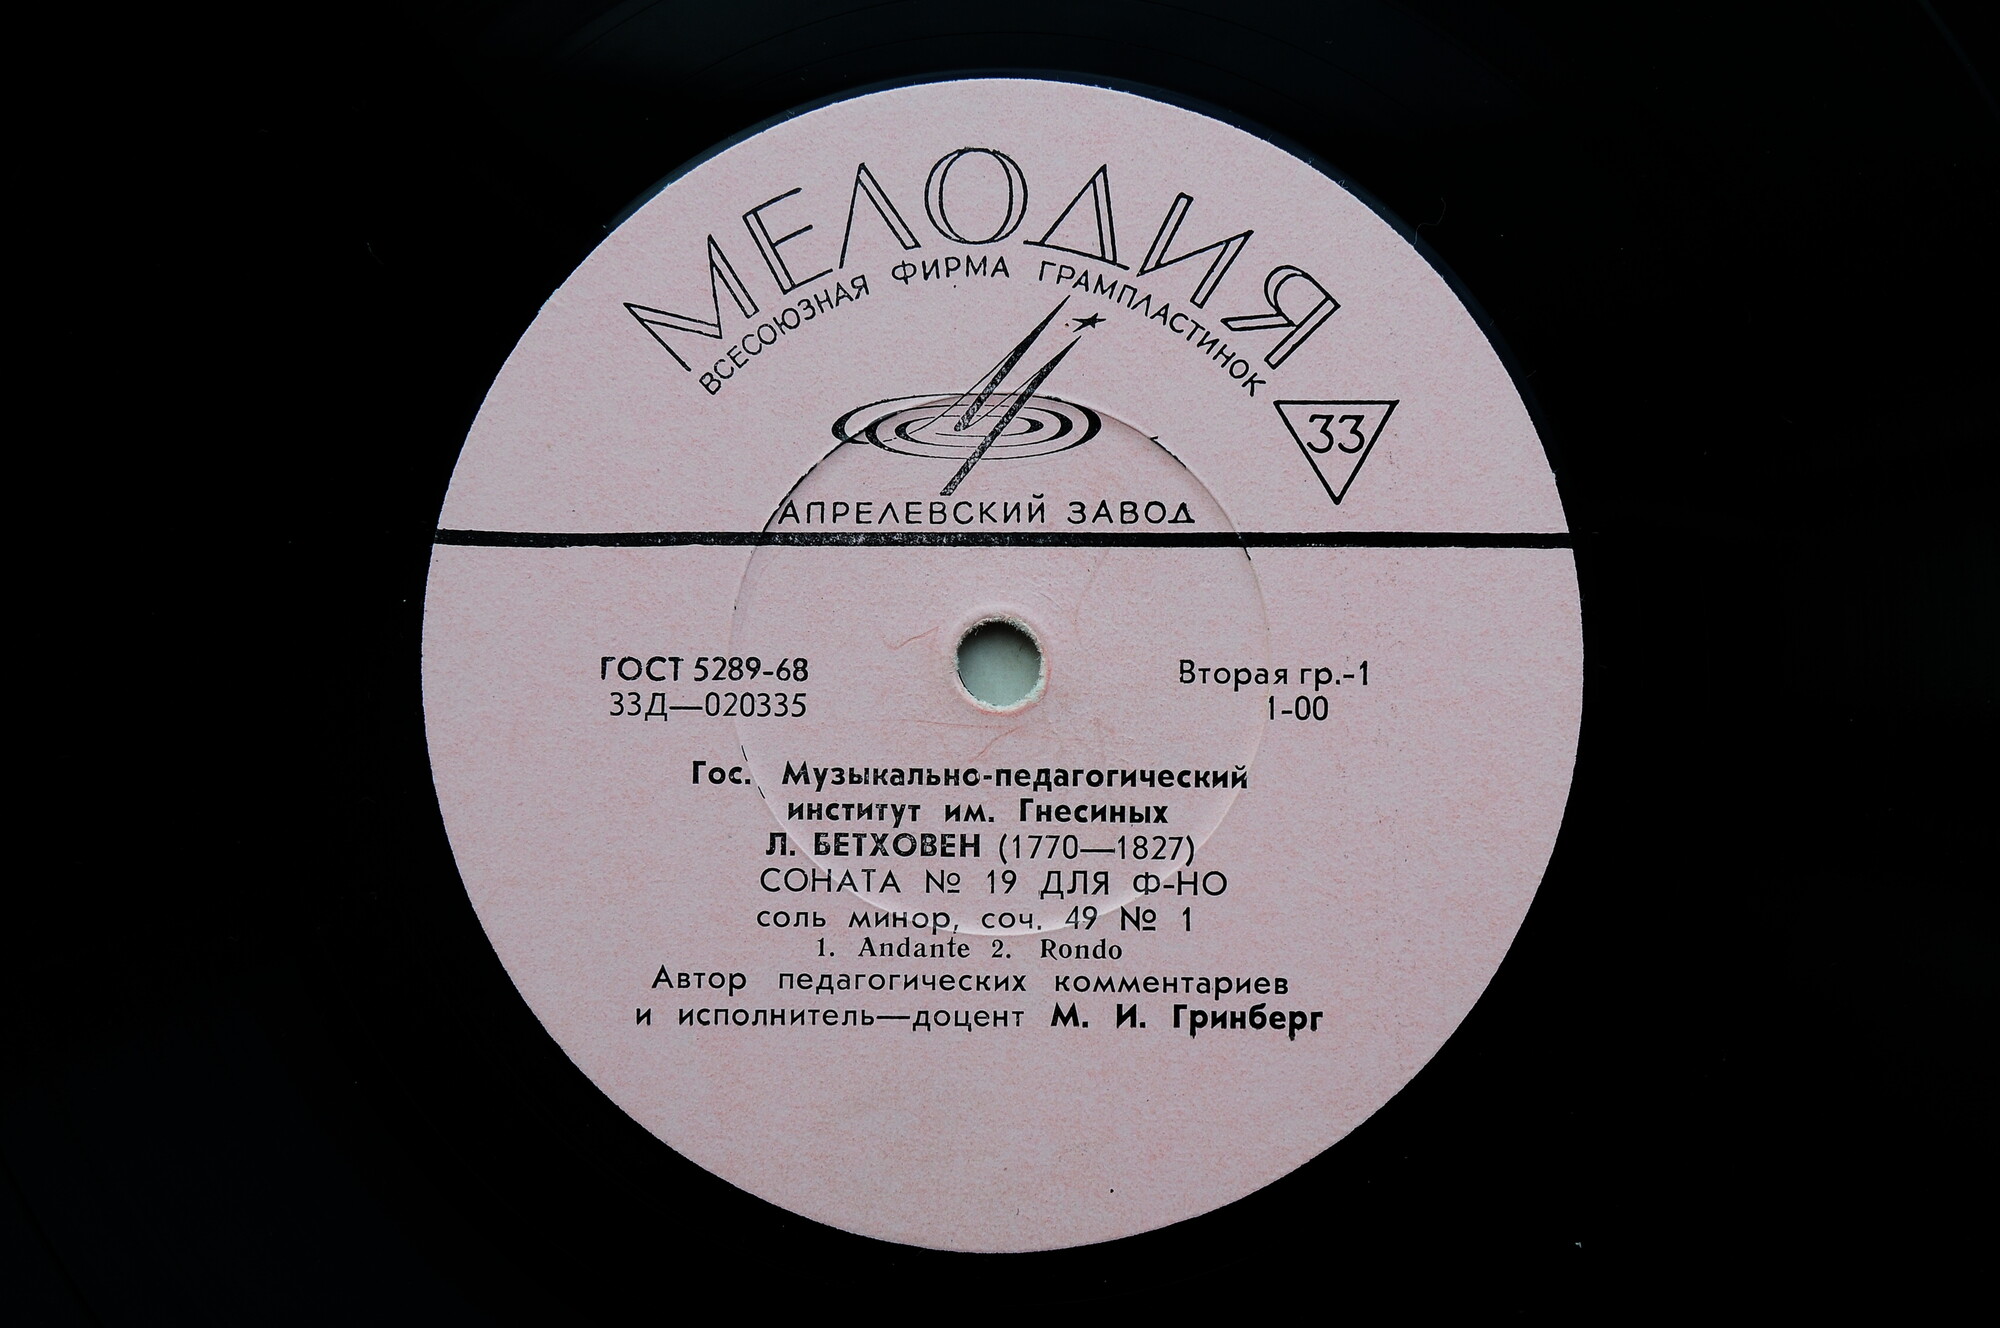 МЕЛОДИЯ
ВСЕСОЮЗНАЯ ФИРМА ГРАМПЛАСТИНОК
33
АПРЕЛЕВСКИЙ ЗАВОД
ГОСТ 5289-68
33Д—020335
Вторая гр.-1
1-00
Гос. Музыкально-педагогический
институт им. Гнесиных
Л. БЕТХОВЕН (1770—1827)
СОНАТА № 19 ДЛЯ Ф-НО
соль минор, соч. 49 № 1
1. Andante 2. Rondo
Автор педагогических комментариев
и исполнитель—доцент М. И. Гринберг